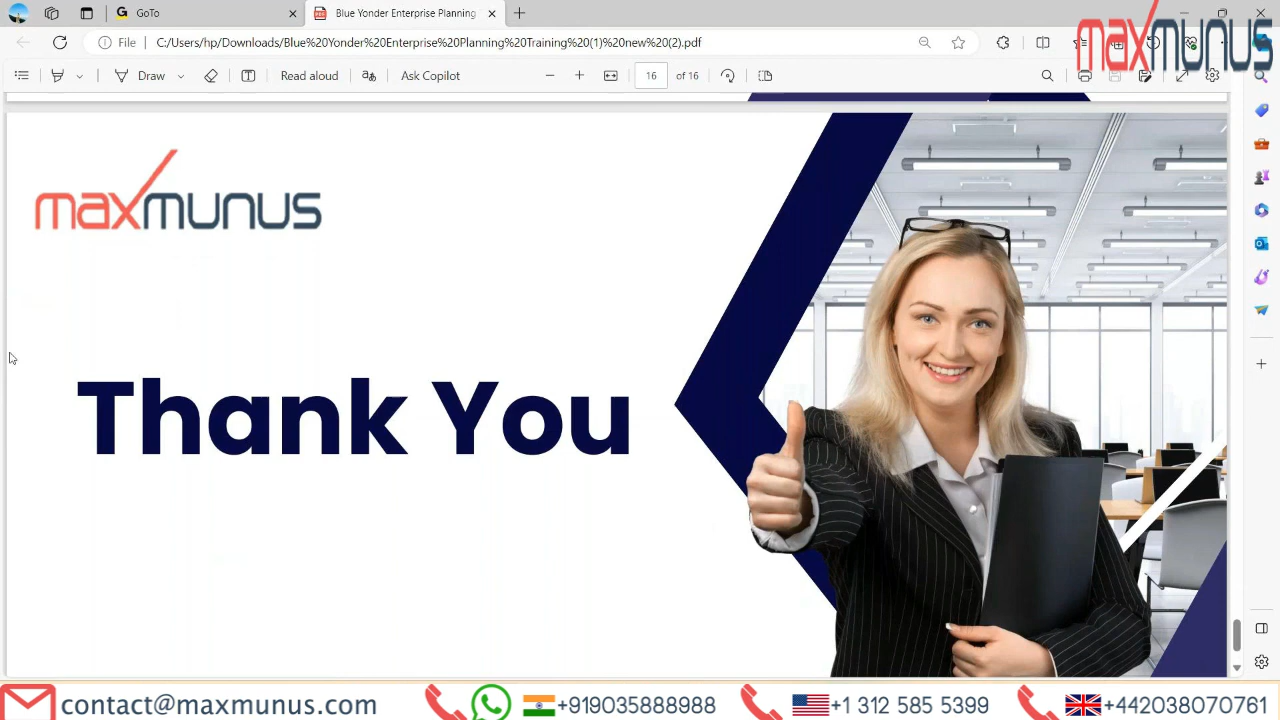 GoTo
Blue Yonder Enterprise Planning
File
C:/Users/hp/Downloads/Blue%20Yonder%20Enterprise%20Planning%20Training%20(1)%20new%20(2).pdf
maxmunus
Draw
Read aloud
Ask Copilot
16 of 16
maxmunus
Thank You
contact@maxmunus.com
+919035888988
+1 312 585 5399
+442038070761